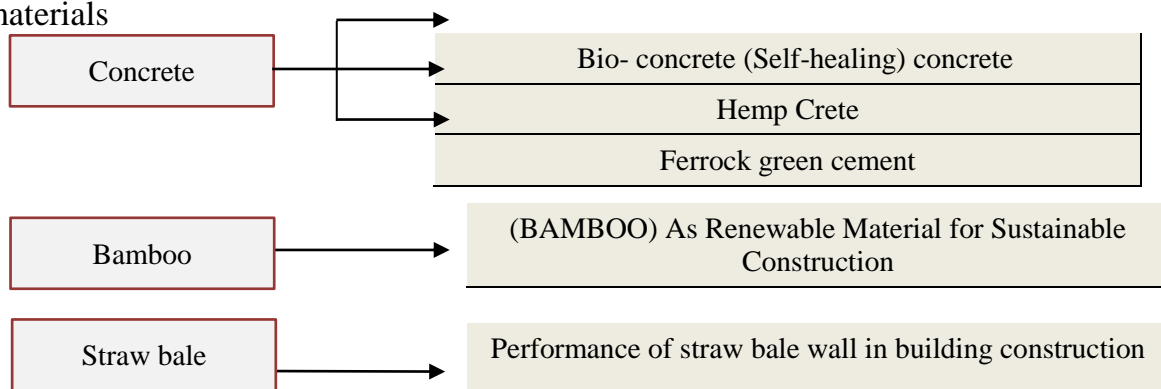 materials
Concrete
Bio- concrete (Self-healing) concrete
Hemp Crete
Ferrock green cement
Bamboo
(BAMBOO) As Renewable Material for Sustainable
Construction
Straw bale
Performance of straw bale wall in building construction